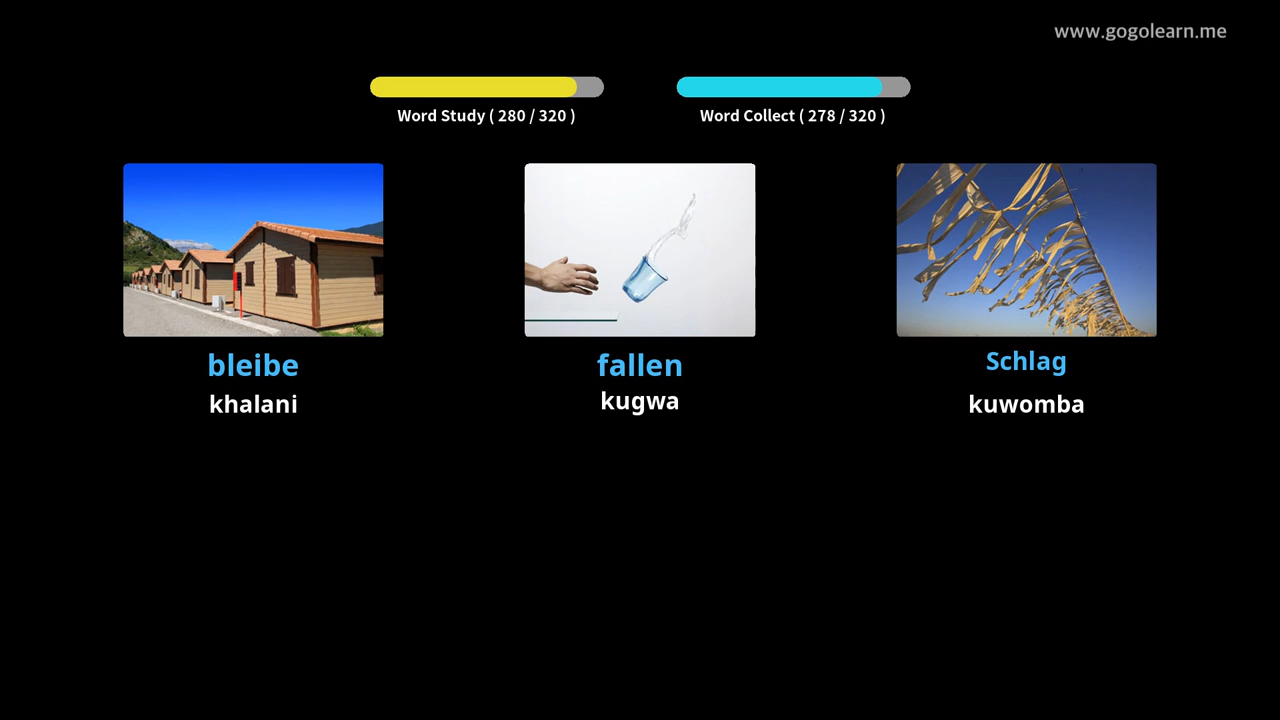 www.gogolearn.me
Word Study ( 280 / 320 )
Word Collect ( 278 / 320 )
bleibe
khalani
fallen
kugwa
Schlag
kuwomba